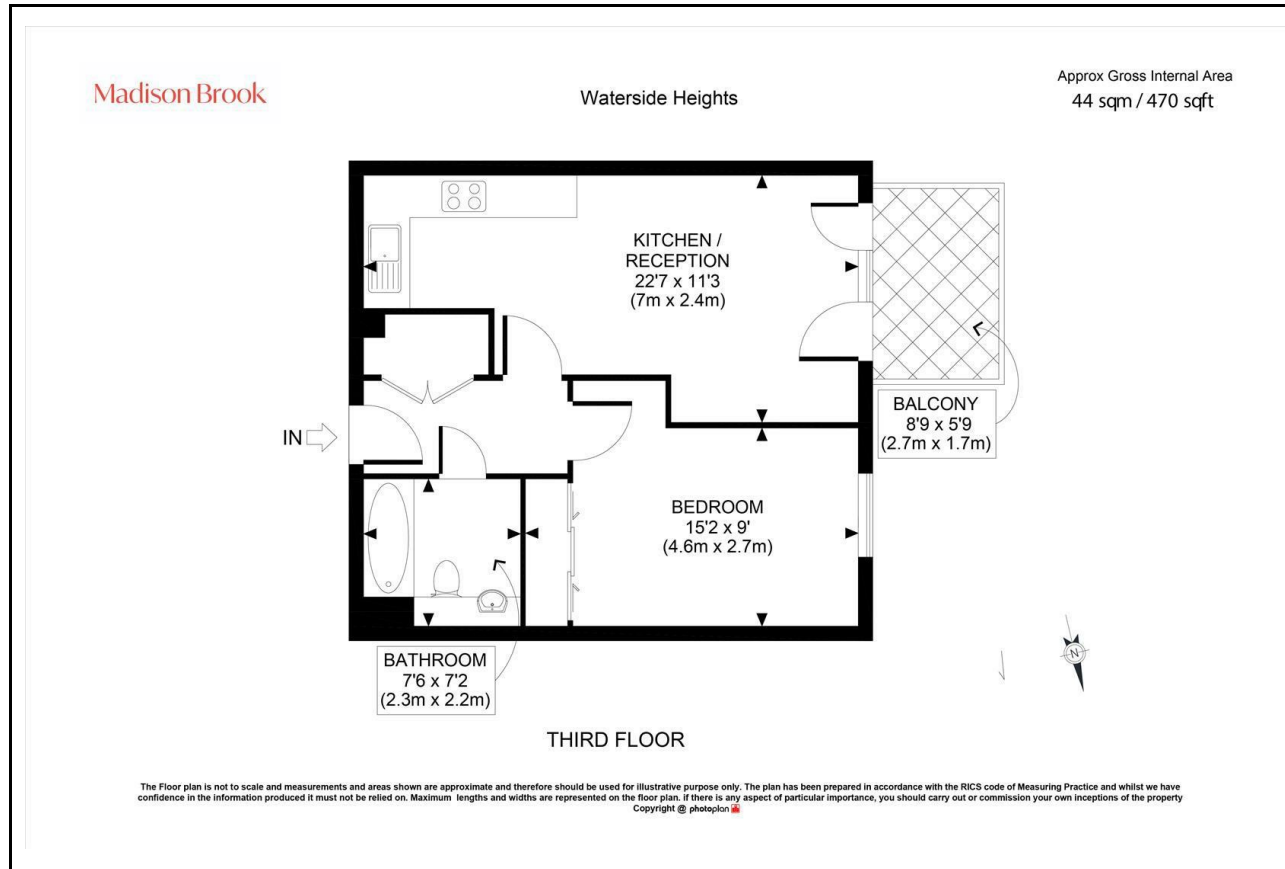 Madison Brook
Waterside Heights
Approx Gross Internal Area
44 sqm / 470 sqft
KITCHEN /
RECEPTION
22'7 x 11'3
(7m x 2.4m)
IN
BALCONY
8'9 x 5'9
(2.7m x 1.7m)
BEDROOM
15'2 x 9'
(4.6m x 2.7m)
BATHROOM
7'6 x 7'2
(2.3m x 2.2m)
N
THIRD FLOOR
The Floor plan is not to scale and measurements and areas shown are approximate and therefore should be used for illustrative purpose only. The plan has been prepared in accordance with the RICS code of Measuring Practice and whilst we have
confidence in the information produced it must not be relied on. Maximum lengths and widths are represented on the floor plan. if there is any aspect of particular importance, you should carry out or commission your own inceptions of the property
Copyright @ photoplan